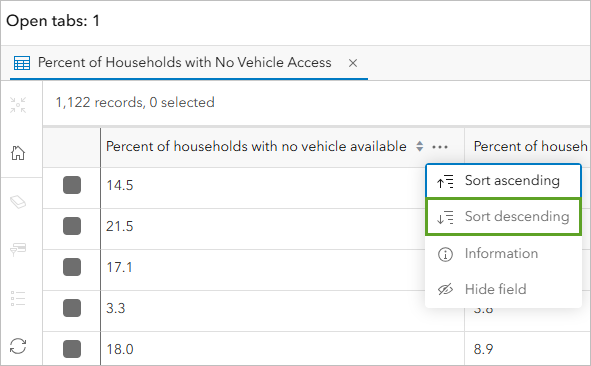 Open tabs: 1
Percent of Households with No Vehicle Access
1,122 records, 0 selected
Percent of households with no vehicle available
Percent of househ
Sort ascending
Sort descending
Information
Hide field
14.5
21.5
17.1
3.3
3.8
18.0
8.9